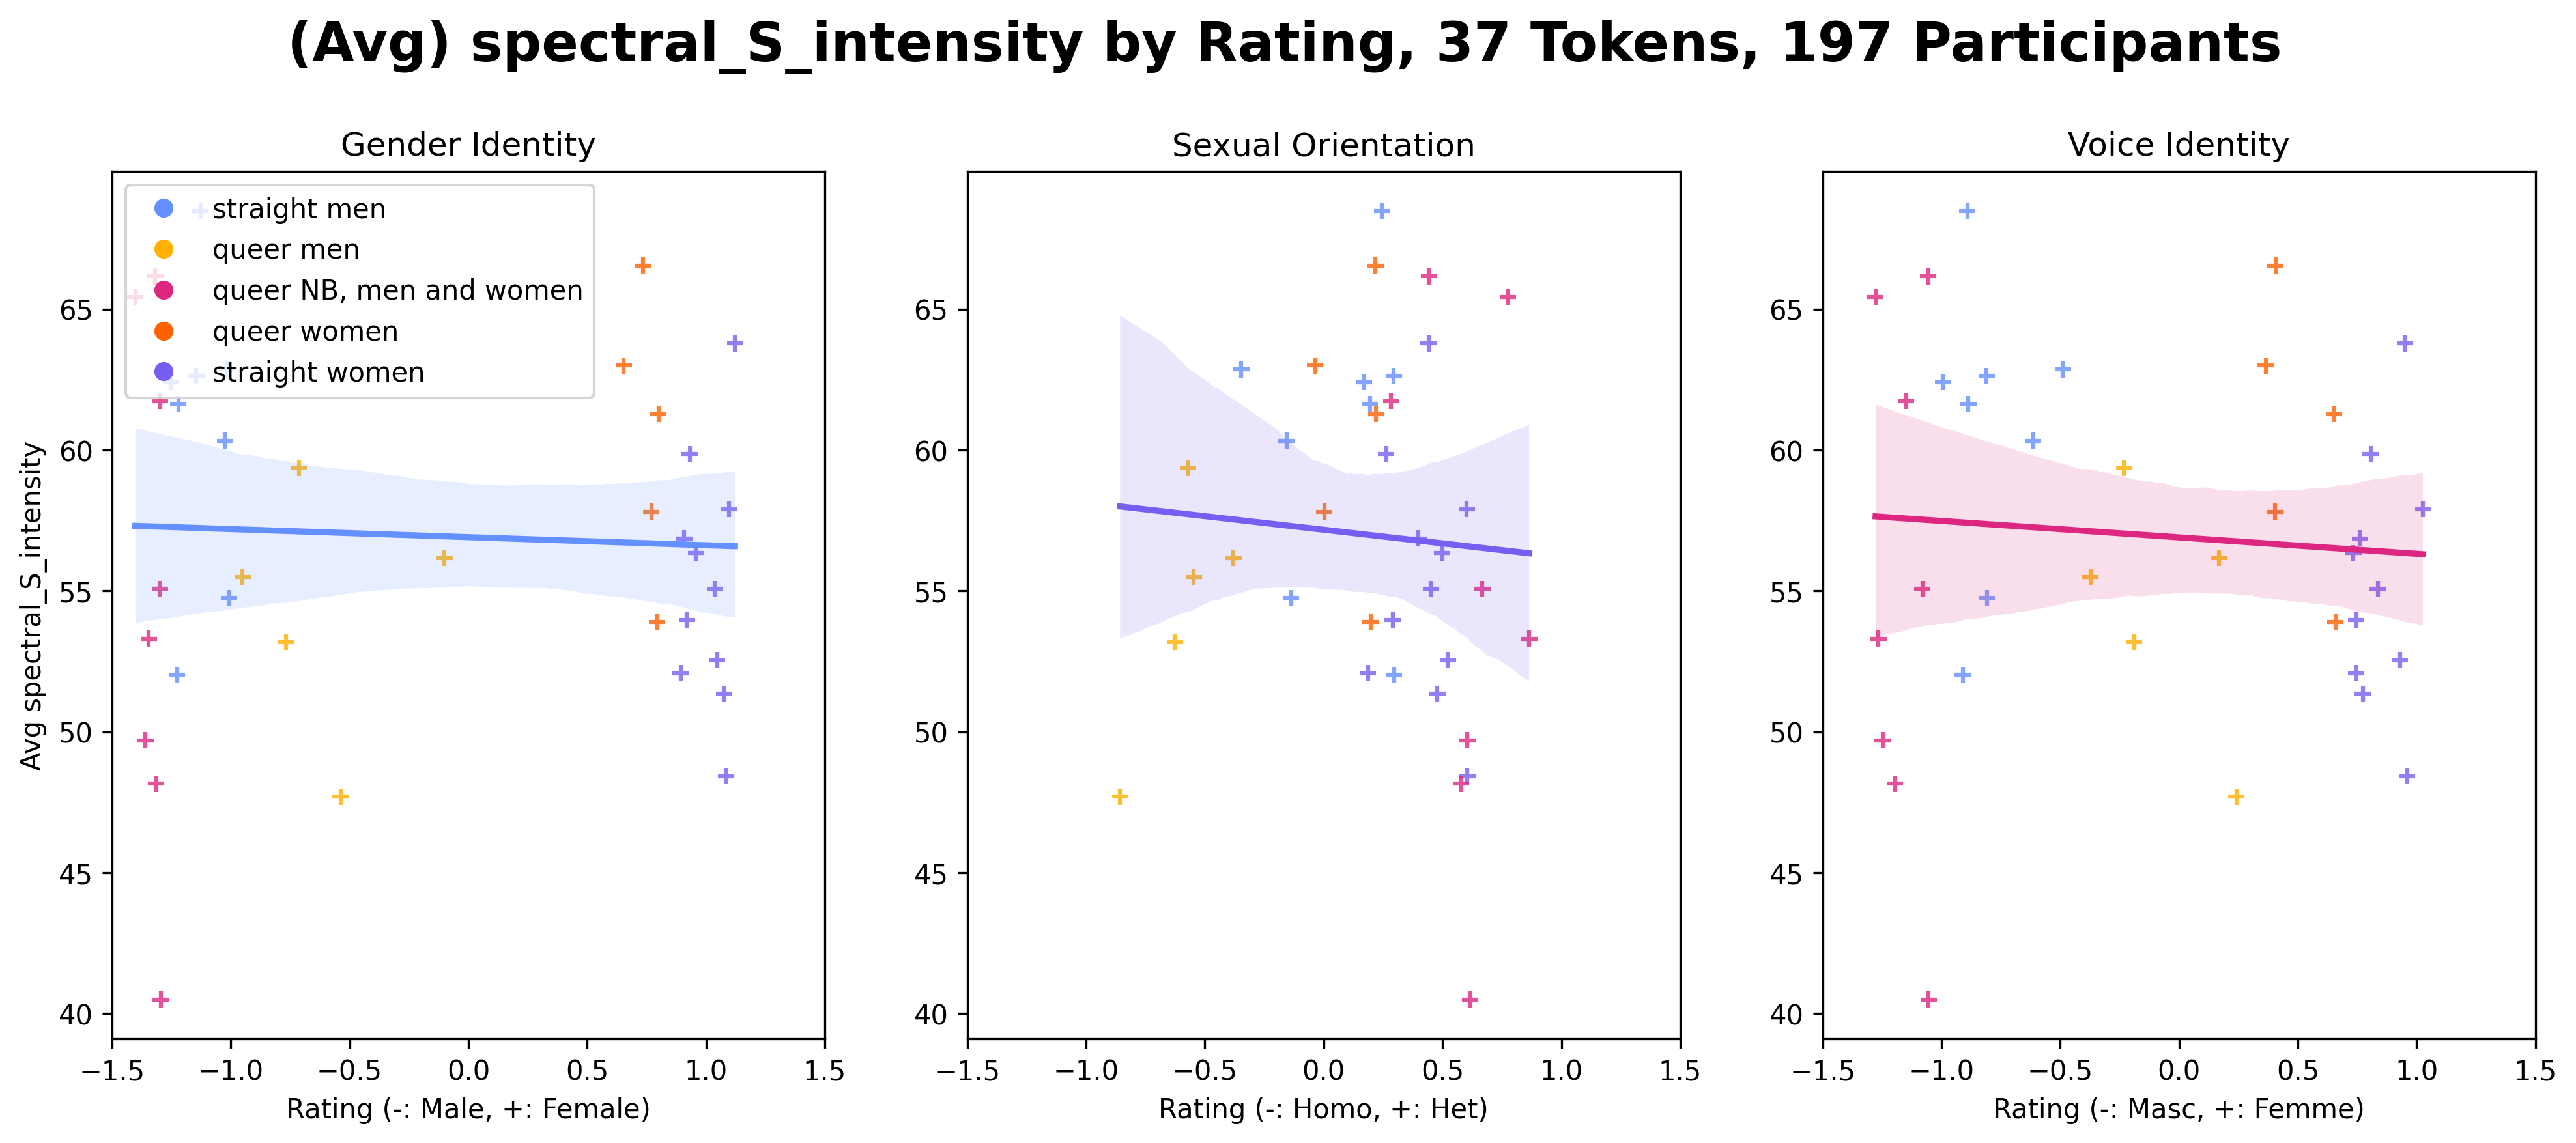 (Avg) spectral_S_intensity by Rating, 37 Tokens, 197 Participants
Gender Identity
straight men
queer men
queer NB, men and women
queer women
straight women
Avg spectral_S_intensity
65
60
55
50
45
40
−1.5 −1.0 −0.5 0.0 0.5 1.0 1.5
Rating (-: Male, +: Female)
Sexual Orientation
65
60
55
50
45
40
−1.5 −1.0 −0.5 0.0 0.5 1.0 1.5
Rating (-: Homo, +: Het)
Voice Identity
65
60
55
50
45
40
−1.5 −1.0 −0.5 0.0 0.5 1.0 1.5
Rating (-: Masc, +: Femme)